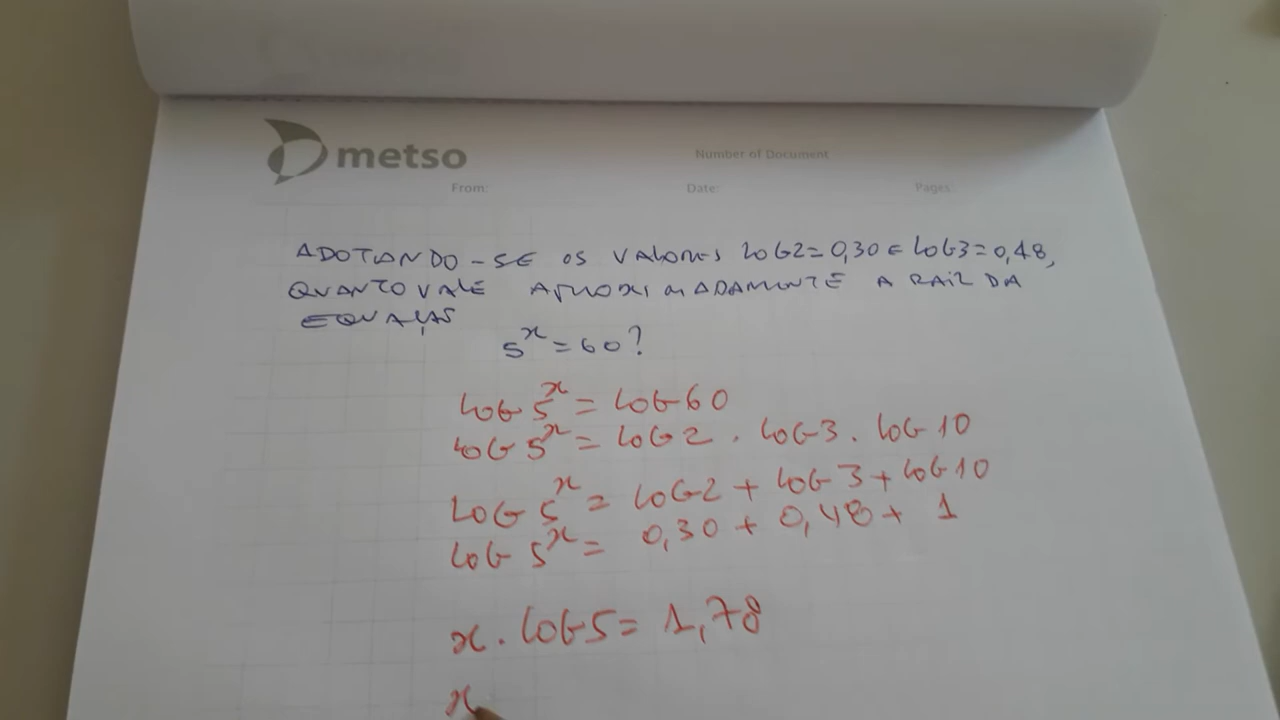 metso
Number of Document
From:
Date:
Pages:
ADOTANDO-SE OS VALORES LOG2=0,30 E LOG3=0,48,
QUANTO VALE APROXIMADAMENTE A RAIZ DA
EQUAÇÃO
5^x=60?
LOG 5^x = LOG 60
LOG 5^x = LOG 2 . LOG 3 . LOG 10
LOG 5^x = LOG 2 + LOG 3 + LOG 10
LOG 5^x = 0,30 + 0,48 + 1
x . LOG 5 = 1,78
x